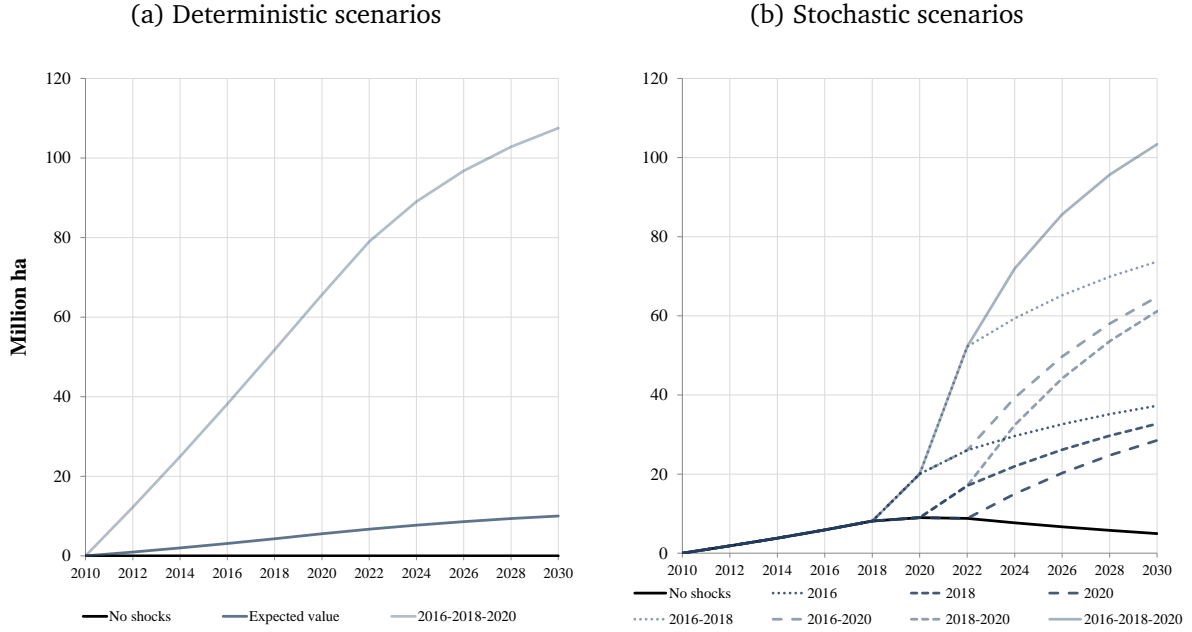 (a) Deterministic scenarios
(b) Stochastic scenarios
Million ha
120
100
80
60
40
20
0
2010 2012 2014 2016 2018 2020 2022 2024 2026 2028 2030
No shocks Expected value 2016-2018-2020
120
100
80
60
40
20
0
2010 2012 2014 2016 2018 2020 2022 2024 2026 2028 2030
No shocks 2016 2018 2020
2016-2018 2016-2020 2018-2020 2016-2018-2020